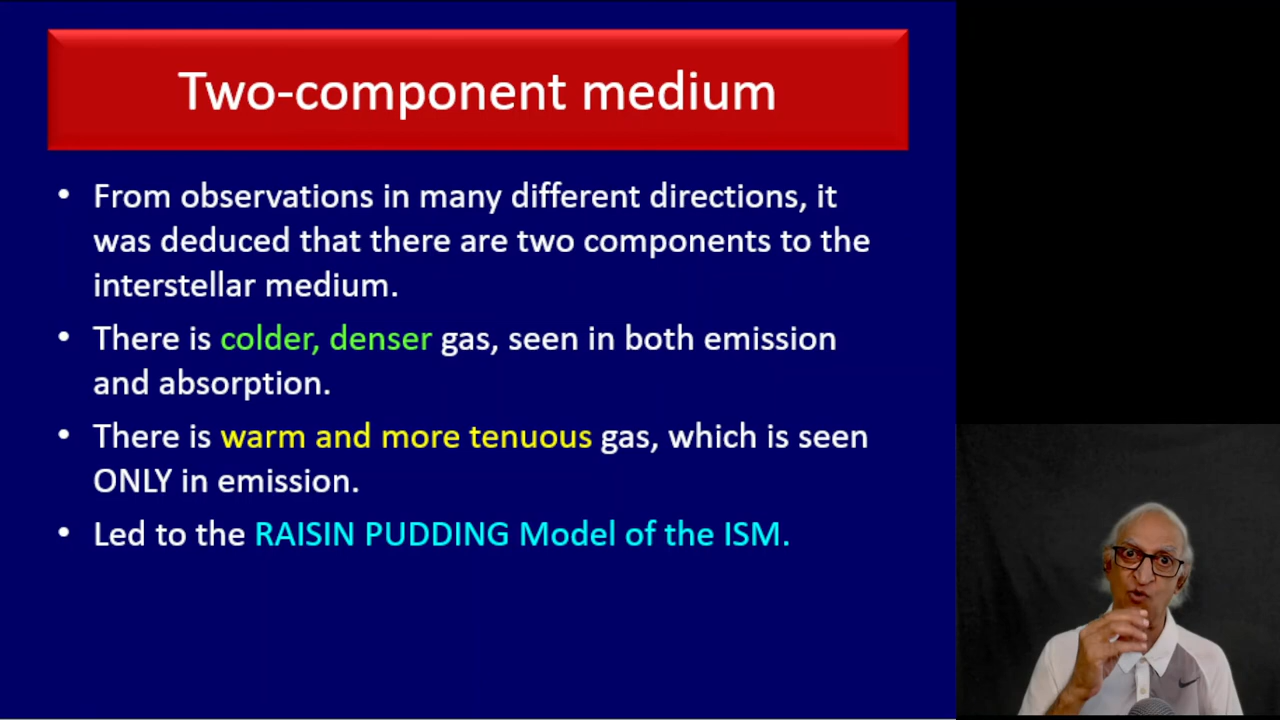 Two-component medium
• From observations in many different directions, it
was deduced that there are two components to the
interstellar medium.
• There is colder, denser gas, seen in both emission
and absorption.
• There is warm and more tenuous gas, which is seen
ONLY in emission.
• Led to the RAISIN PUDDING Model of the ISM.